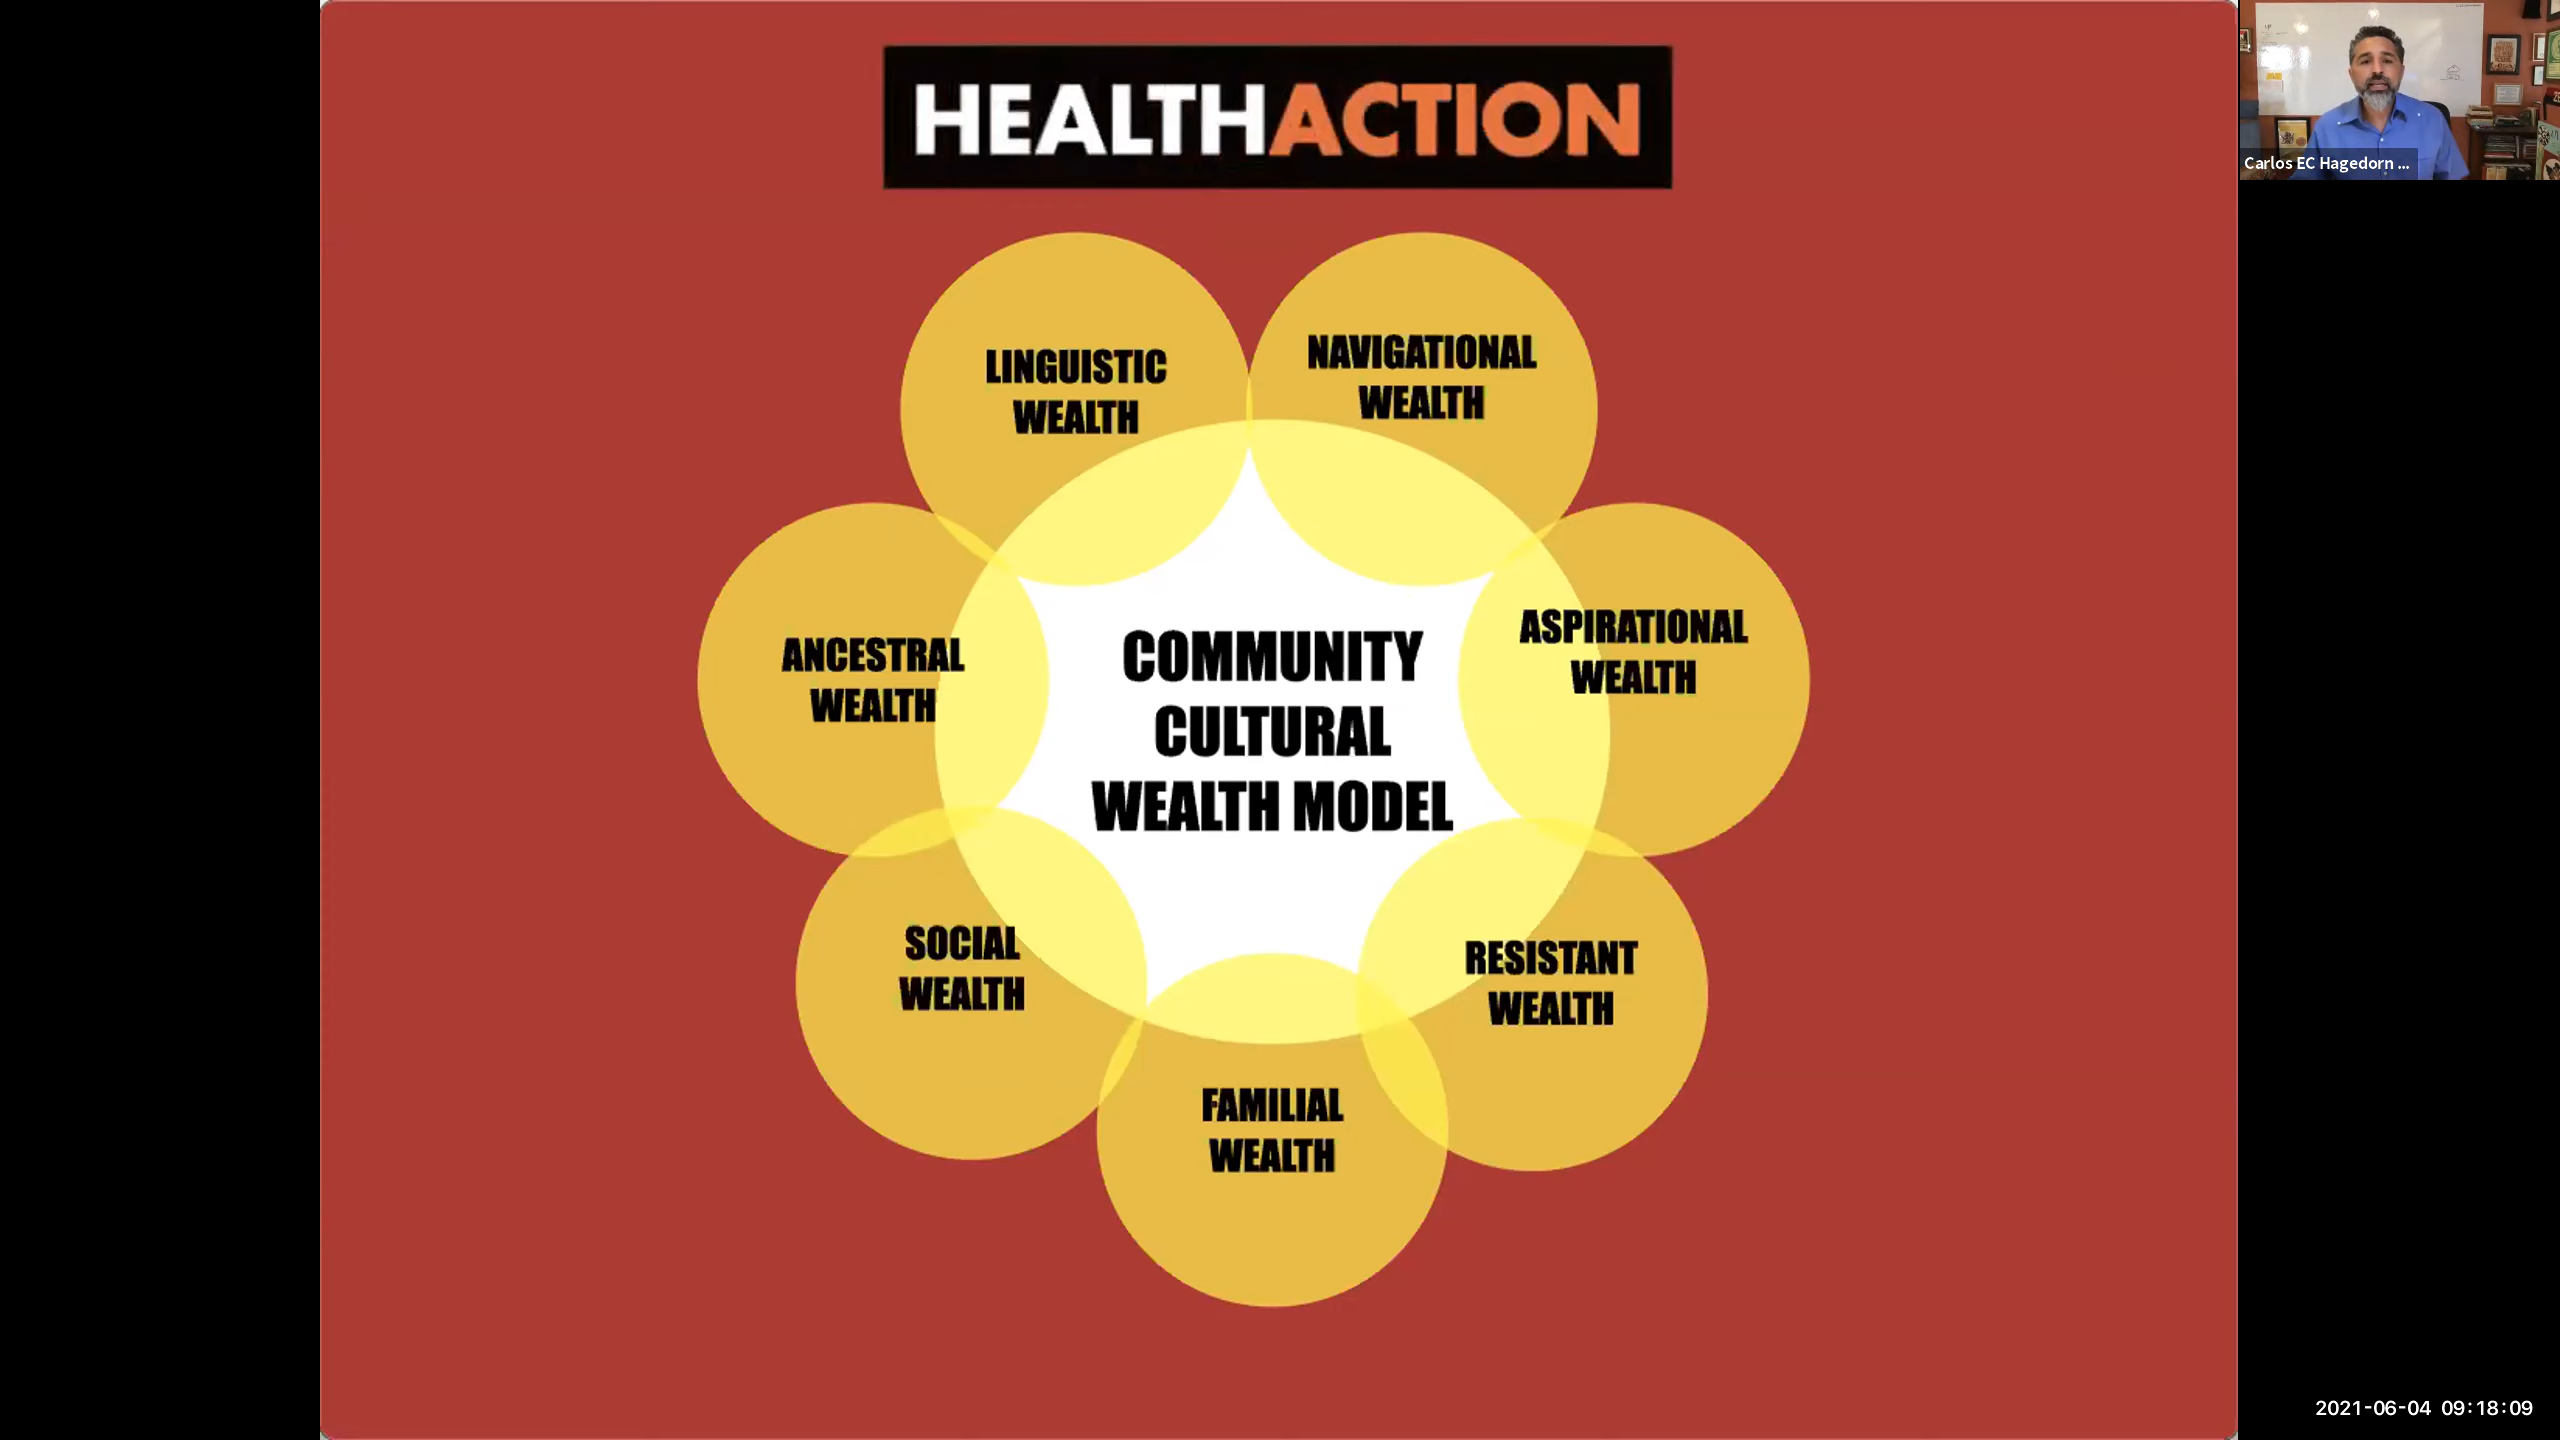 HEALTHACTION
Carlos EC Hagedorn ...
LINGUISTIC
WEALTH
NAVIGATIONAL
WEALTH
ANCESTRAL
WEALTH
COMMUNITY
CULTURAL
WEALTH MODEL
ASPIRATIONAL
WEALTH
SOCIAL
WEALTH
RESISTANT
WEALTH
FAMILIAL
WEALTH
2021-06-04 09:18:09